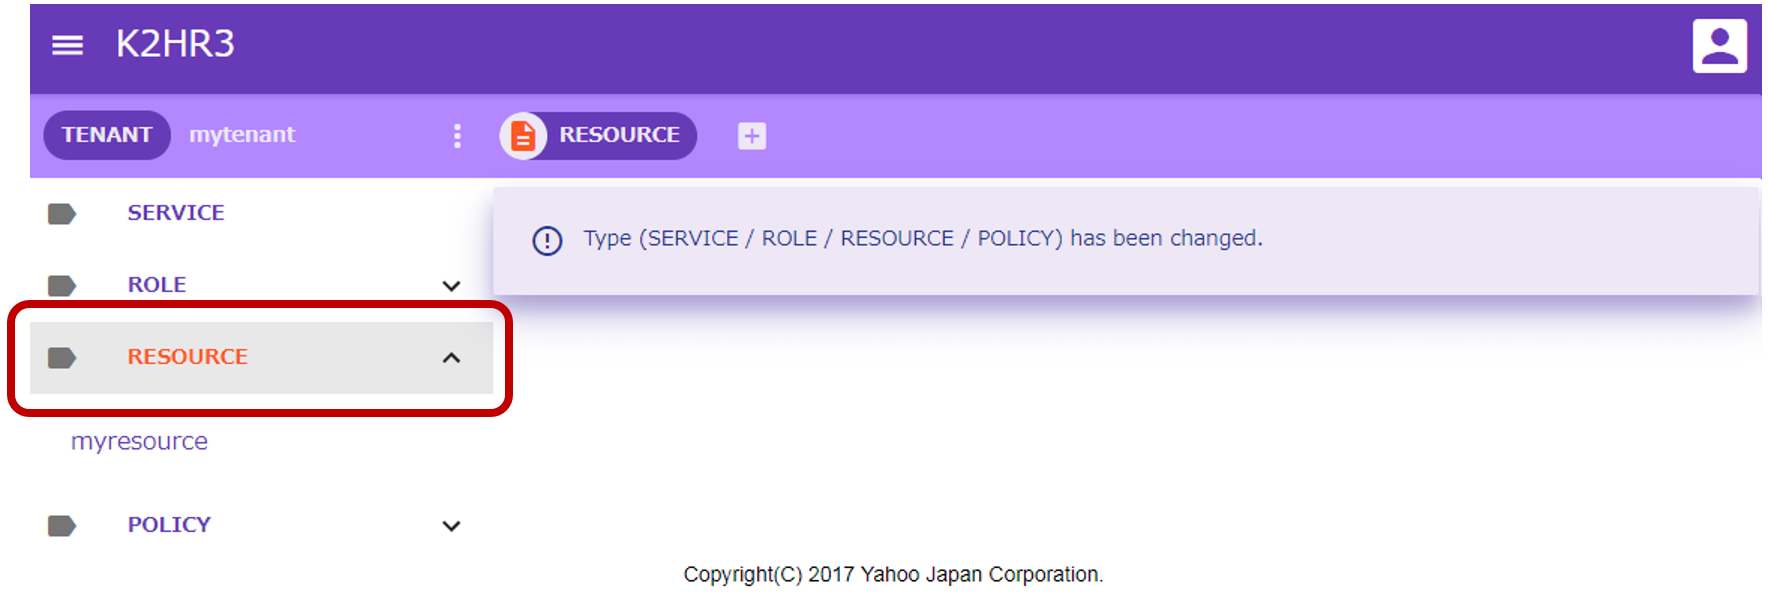 K2HR3
TENANT mytenant RESOURCE
SERVICE
Type (SERVICE / ROLE / RESOURCE / POLICY) has been changed.
ROLE
RESOURCE
myresource
POLICY
Copyright(C) 2017 Yahoo Japan Corporation.